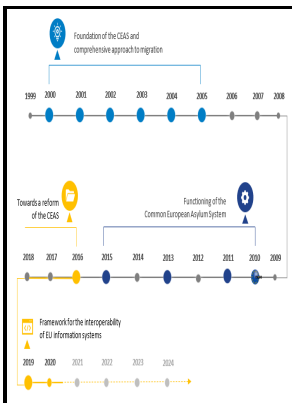 Foundation of the CEAS and
comprehensive approach to migration
1999 2000 2001 2002 2003 2004 2005 2006 2007 2008
Towards a reform
of the CEAS
Functioning of the
Common European Asylum System
2018 2017 2016 2015 2014 2013 2012 2011 2010 2009
Framework for the interoperability
of EU information systems
2019 2020 2021 2022 2023 2024